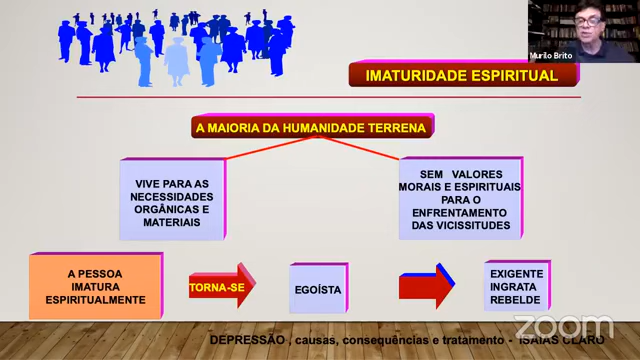 Murilo Brito
IMATURIDADE ESPIRITUAL
A MAIORIA DA HUMANIDADE TERRENA
VIVE PARA AS
NECESSIDADES
ORGÂNICAS E
MATERIAIS
SEM VALORES
MORAIS E ESPIRITUAIS
PARA O
ENFRENTAMENTO
DAS VICISSITUDES
A PESSOA
IMATURA
ESPIRITUALMENTE
TORNA-SE
EGOÍSTA
EXIGENTE
INGRATA
REBELDE
zoom
DEPRESSÃO , causas, consequências e tratamento - ISAIAS CLARO